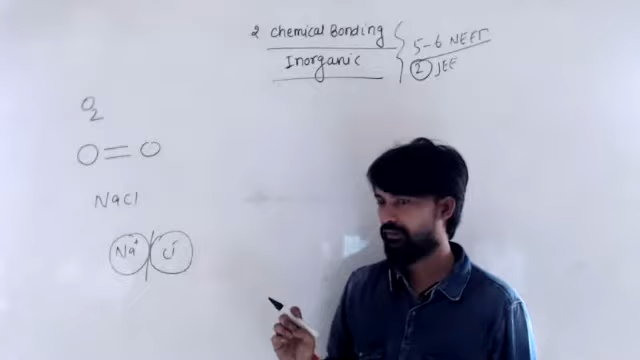 2 Chemical Bonding
Inorganic
5-6 NEET
2 JEE
O2
O=O
NaCl
Na+ Cl-